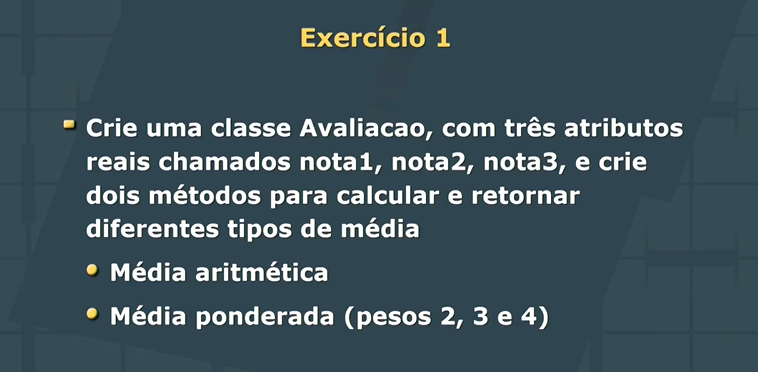 Exercício 1
Crie uma classe Avaliacao, com três atributos
reais chamados nota1, nota2, nota3, e crie
dois métodos para calcular e retornar
diferentes tipos de média
Média aritmética
Média ponderada (pesos 2, 3 e 4)